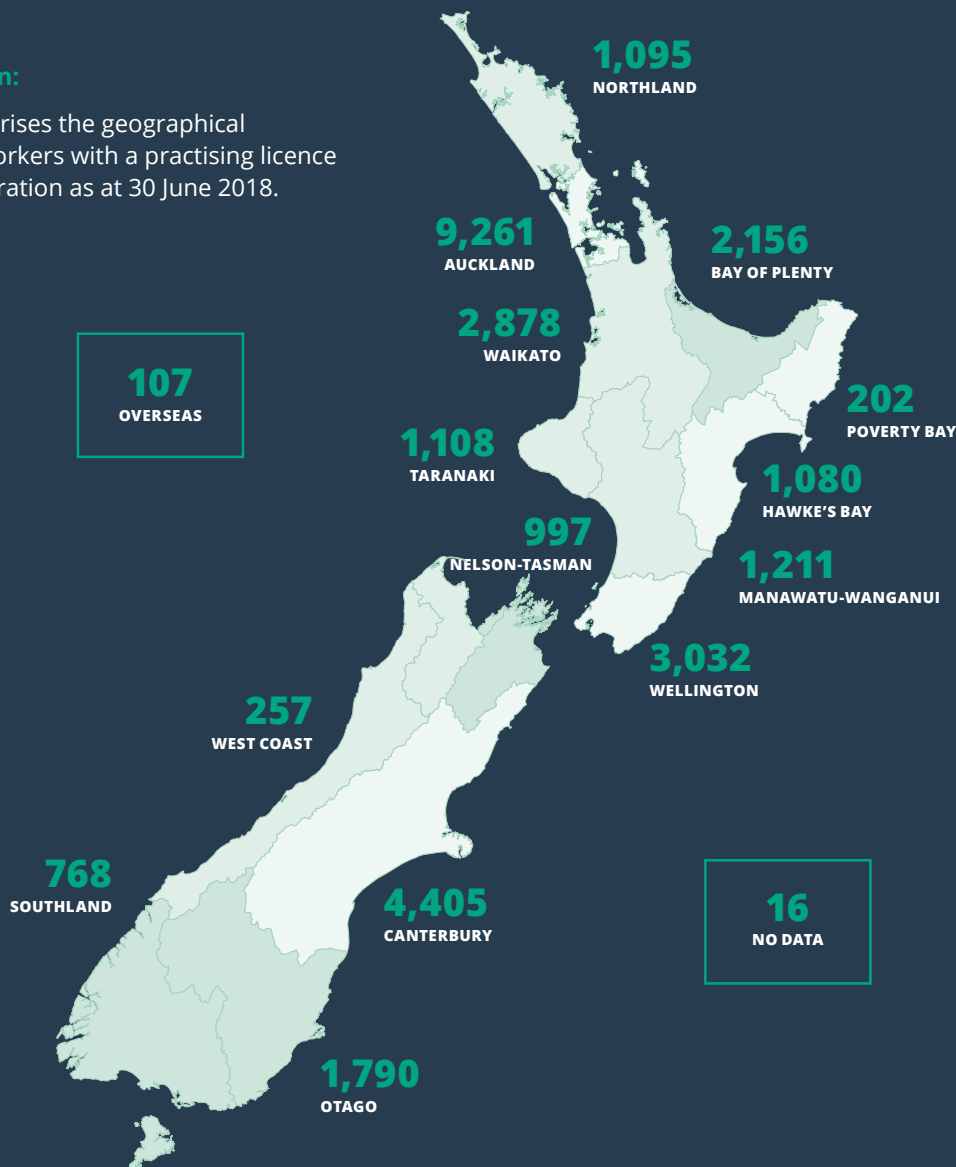 n:
rises the geographical
orkers with a practising licence
ration as at 30 June 2018.
1,095
NORTHLAND
9,261
AUCKLAND
2,156
BAY OF PLENTY
2,878
WAIKATO
107
OVERSEAS
202
POVERTY BAY
1,108
TARANAKI
1,080
HAWKE'S BAY
997
NELSON-TASMAN
1,211
MANAWATU-WANGANUI
3,032
WELLINGTON
257
WEST COAST
768
SOUTHLAND
4,405
CANTERBURY
16
NO DATA
1,790
OTAGO